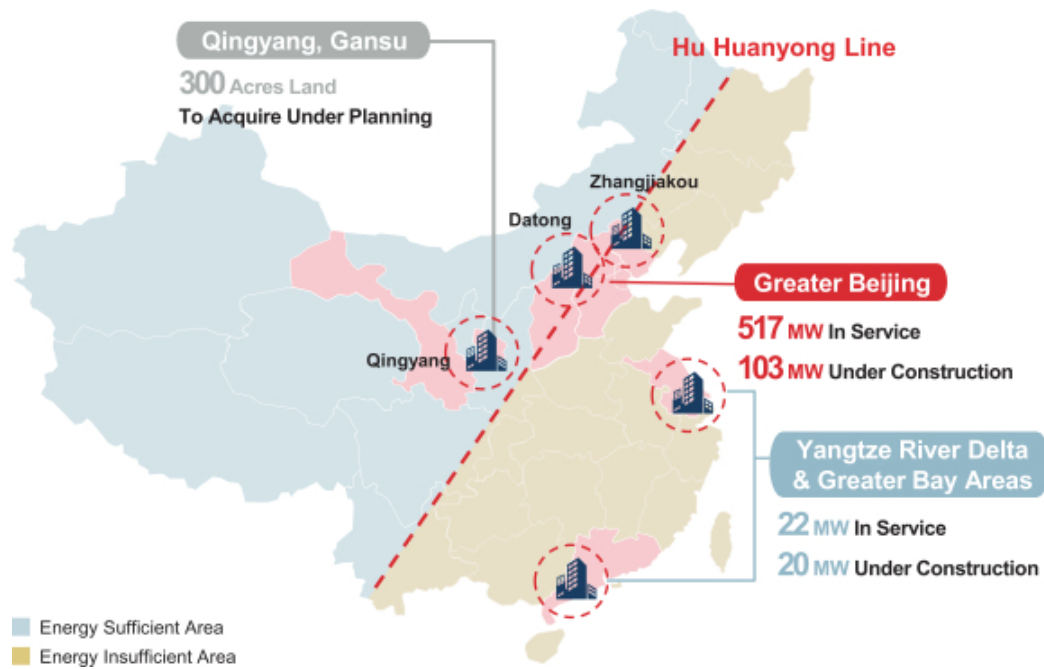 Qingyang, Gansu
300 Acres Land
To Acquire Under Planning
Hu Huanyong Line
Zhangjiakou
Datong
Qingyang
Greater Beijing
517 MW In Service
103 MW Under Construction
Yangtze River Delta
& Greater Bay Areas
22 MW In Service
20 MW Under Construction
Energy Sufficient Area
Energy Insufficient Area